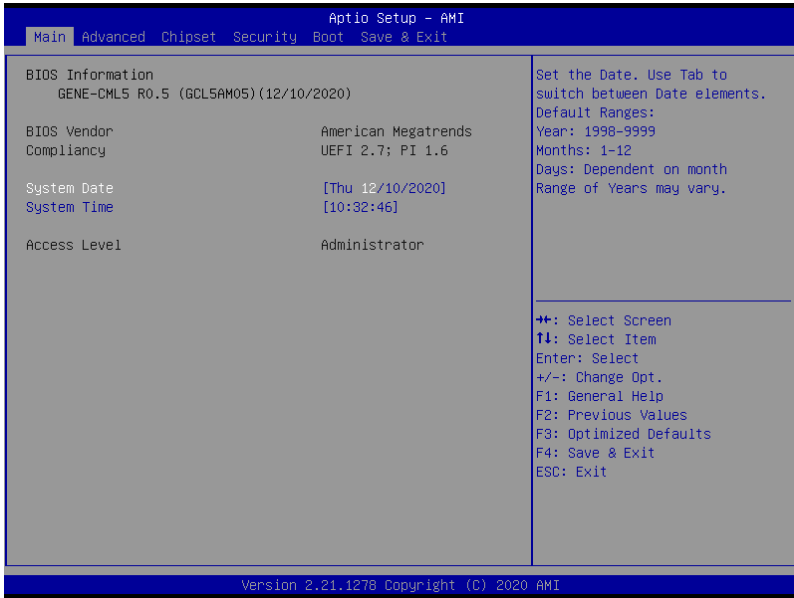 Aptio Setup – AMI
Main Advanced Chipset Security Boot Save & Exit
BIOS Information
GENE-CML5 R0.5 (GCL5AM05)(12/10/2020)
BIOS Vendor American Megatrends
Compliancy UEFI 2.7; PI 1.6
System Date [Thu 12/10/2020]
System Time [10:32:46]
Access Level Administrator
Set the Date. Use Tab to
switch between Date elements.
Default Ranges:
Year: 1998-9999
Months: 1-12
Days: Dependent on month
Range of Years may vary.
→←: Select Screen
↑↓: Select Item
Enter: Select
+/-: Change Opt.
F1: General Help
F2: Previous Values
F3: Optimized Defaults
F4: Save & Exit
ESC: Exit
Version 2.21.1278 Copyright (C) 2020 AMI